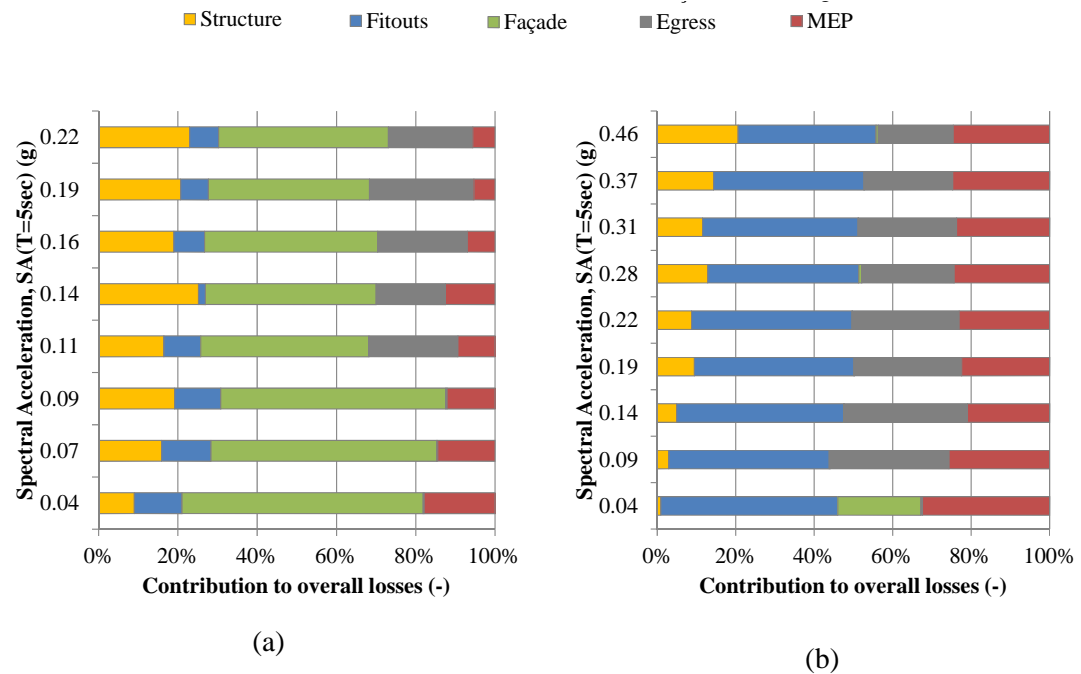 Structure Fitouts Façade Egress MEP
Spectral Acceleration, SA(T=5sec) (g)
0.22
0.19
0.16
0.14
0.11
0.09
0.07
0.04
0% 20% 40% 60% 80% 100%
Contribution to overall losses (-)
(a)
Spectral Acceleration, SA(T=5sec) (g)
0.46
0.37
0.31
0.28
0.22
0.19
0.14
0.09
0.04
0% 20% 40% 60% 80% 100%
Contribution to overall losses (-)
(b)